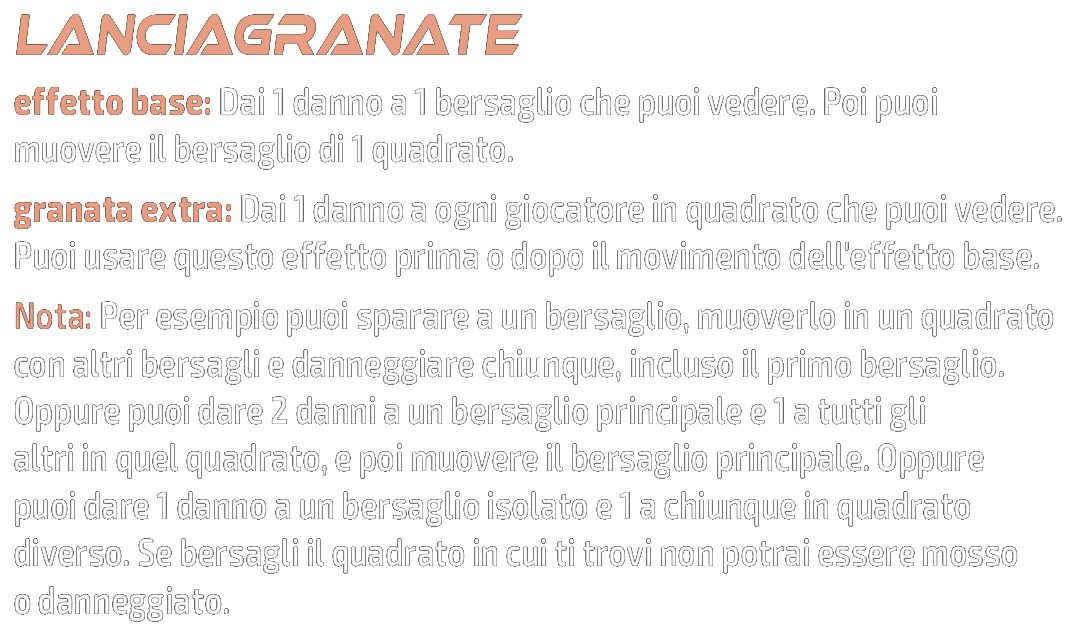 LANCIAGRANATE
effetto base: Dai 1 danno a 1 bersaglio che puoi vedere. Poi puoi
muovere il bersaglio di 1 quadrato.
granata extra: Dai 1 danno a ogni giocatore in quadrato che puoi vedere.
Puoi usare questo effetto prima o dopo il movimento dell'effetto base.
Nota: Per esempio puoi sparare a un bersaglio, muoverlo in un quadrato
con altri bersagli e danneggiare chiunque, incluso il primo bersaglio.
Oppure puoi dare 2 danni a un bersaglio principale e 1 a tutti gli
altri in quel quadrato, e poi muovere il bersaglio principale. Oppure
puoi dare 1 danno a un bersaglio isolato e 1 a chiunque in quadrato
diverso. Se bersagli il quadrato in cui ti trovi non potrai essere mosso
o danneggiato.